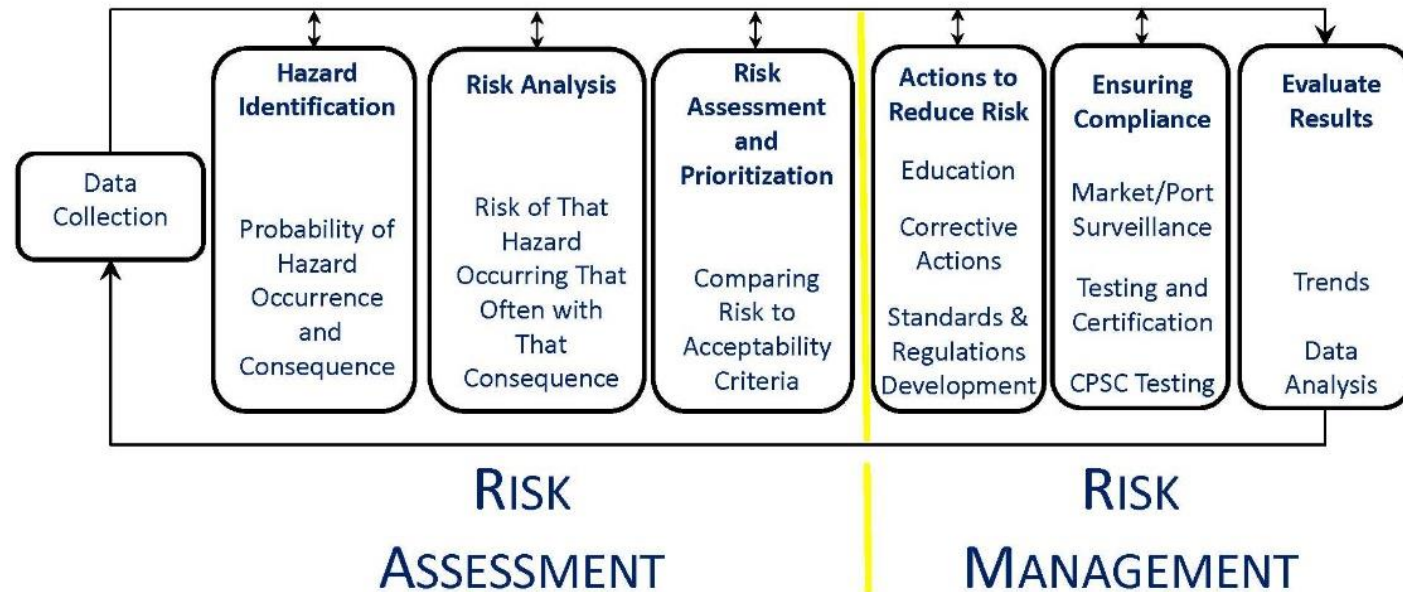 Data
Collection
Hazard
Identification
Probability of
Hazard
Occurrence
and
Consequence
Risk Analysis
Risk of That
Hazard
Occurring That
Often with
That
Consequence
Risk
Assessment
and
Prioritization
Comparing
Risk to
Acceptability
Criteria
Actions to
Reduce Risk
Education
Corrective
Actions
Standards &
Regulations
Development
Ensuring
Compliance
Market/Port
Surveillance
Testing and
Certification
CPSC Testing
Evaluate
Results
Trends
Data
Analysis
RISK
ASSESSMENT
RISK
MANAGEMENT